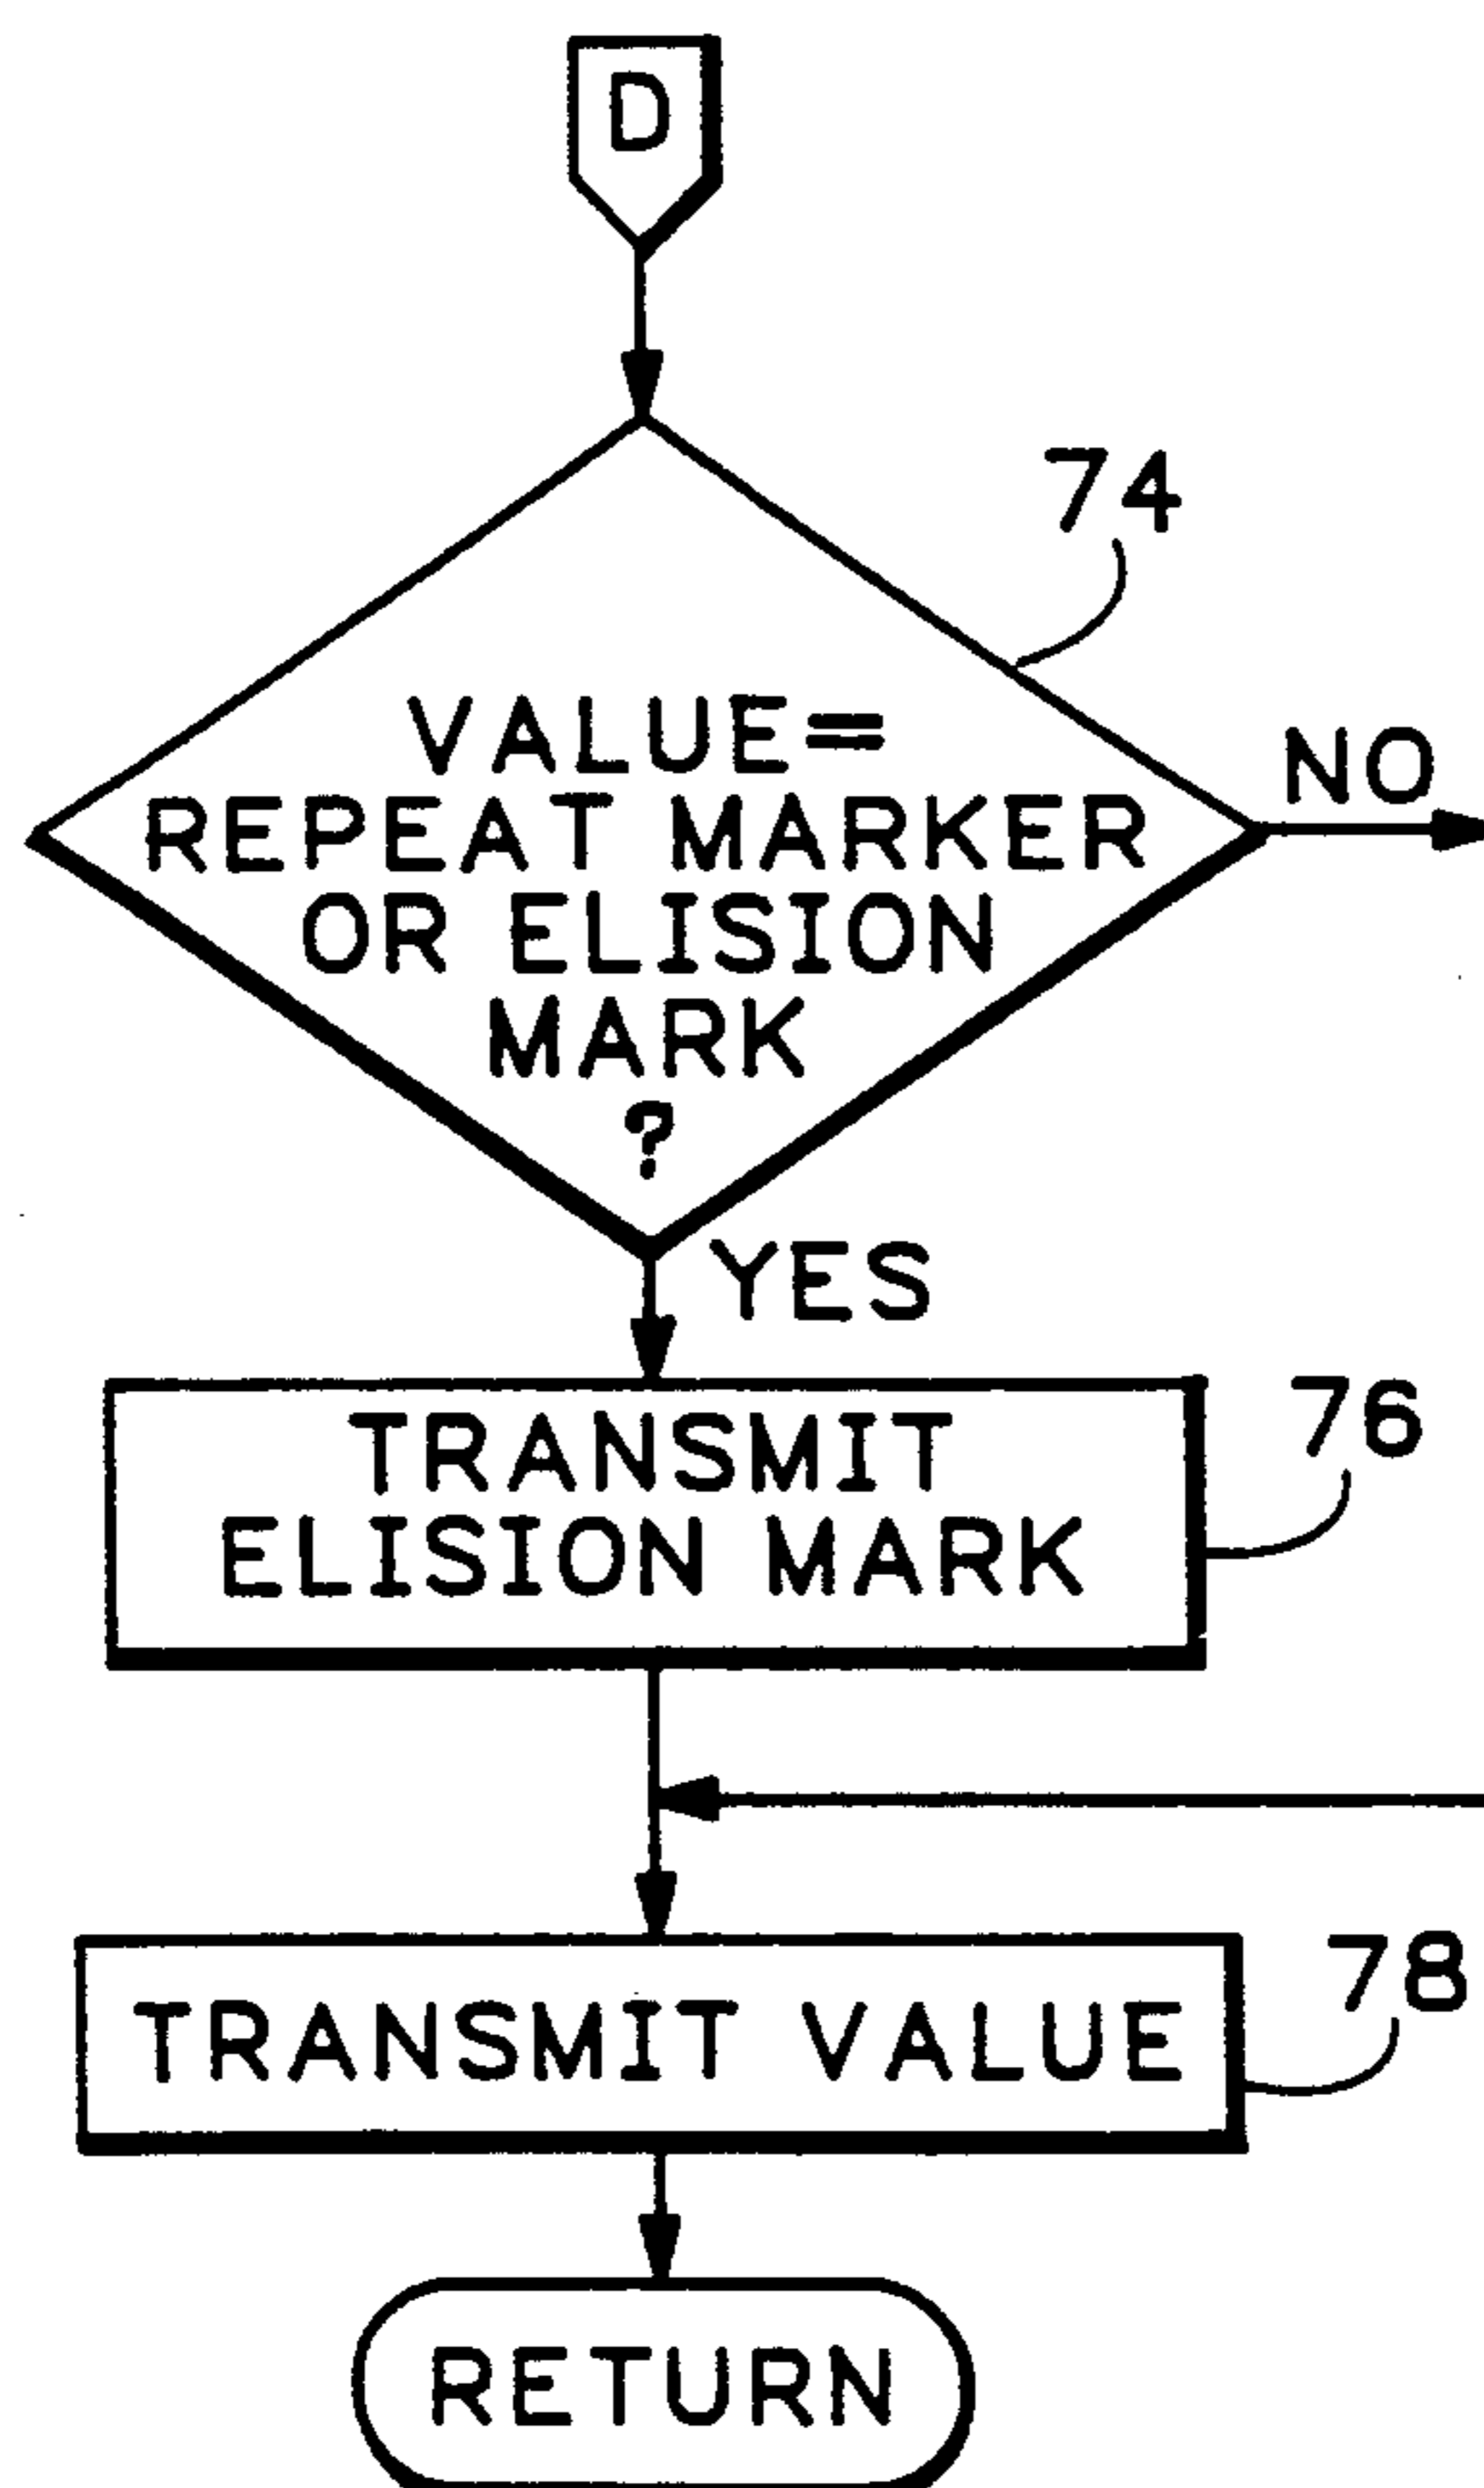 D
74
VALUE=
REPEAT MARKER
OR ELISION
MARK
?
NO
YES
TRANSMIT
ELISION MARK
76
TRANSMIT VALUE
78
RETURN